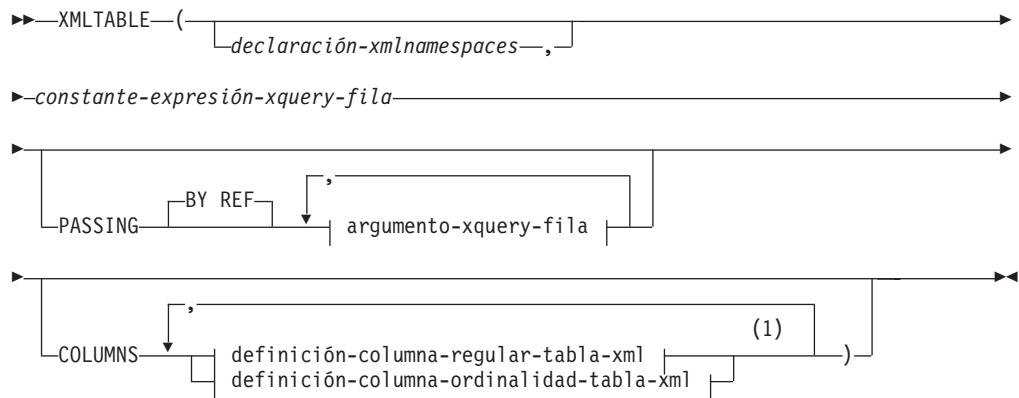 XMLTABLE (
declaración-xmlnamespaces ,
constante-expresión-xquery-fila
,
BY REF
PASSING argumento-xquery-fila
,
(1)
COLUMNS definición-columna-regular-tabla-xml )
definición-columna-ordinalidad-tabla-xml